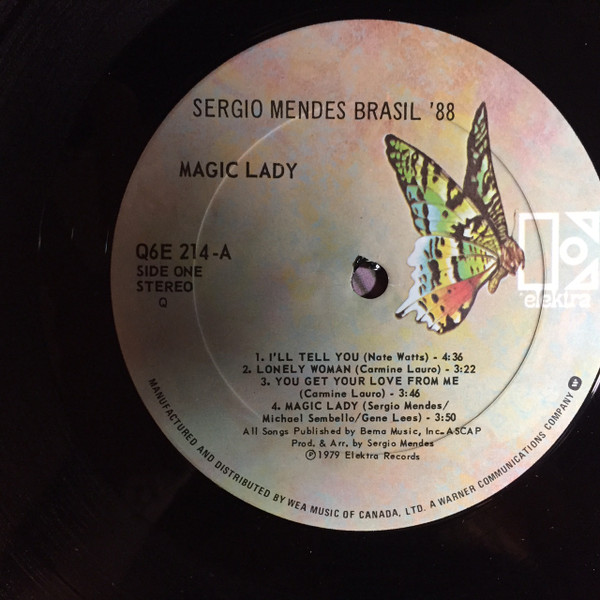 SERGIO MENDES BRASIL '88
MAGIC LADY
Q6E 214-A
SIDE ONE
STEREO
Q
elektra
1. I'LL TELL YOU (Nate Watts) - 4:36
2. LONELY WOMAN (Carmine Lauro) - 3:22
3. YOU GET YOUR LOVE FROM ME
(Carmine Lauro) - 3:46
4. MAGIC LADY (Sergio Mendes/
Michael Sembello/Gene Lees) - 3:50
All Songs Published by Bema Music, Inc. ASCAP
Prod. & Arr. by Sergio Mendes
Ⓟ1979 Elektra Records
MANUFACTURED AND DISTRIBUTED BY WEA MUSIC OF CANADA, LTD. A WARNER COMMUNICATIONS COMPANY